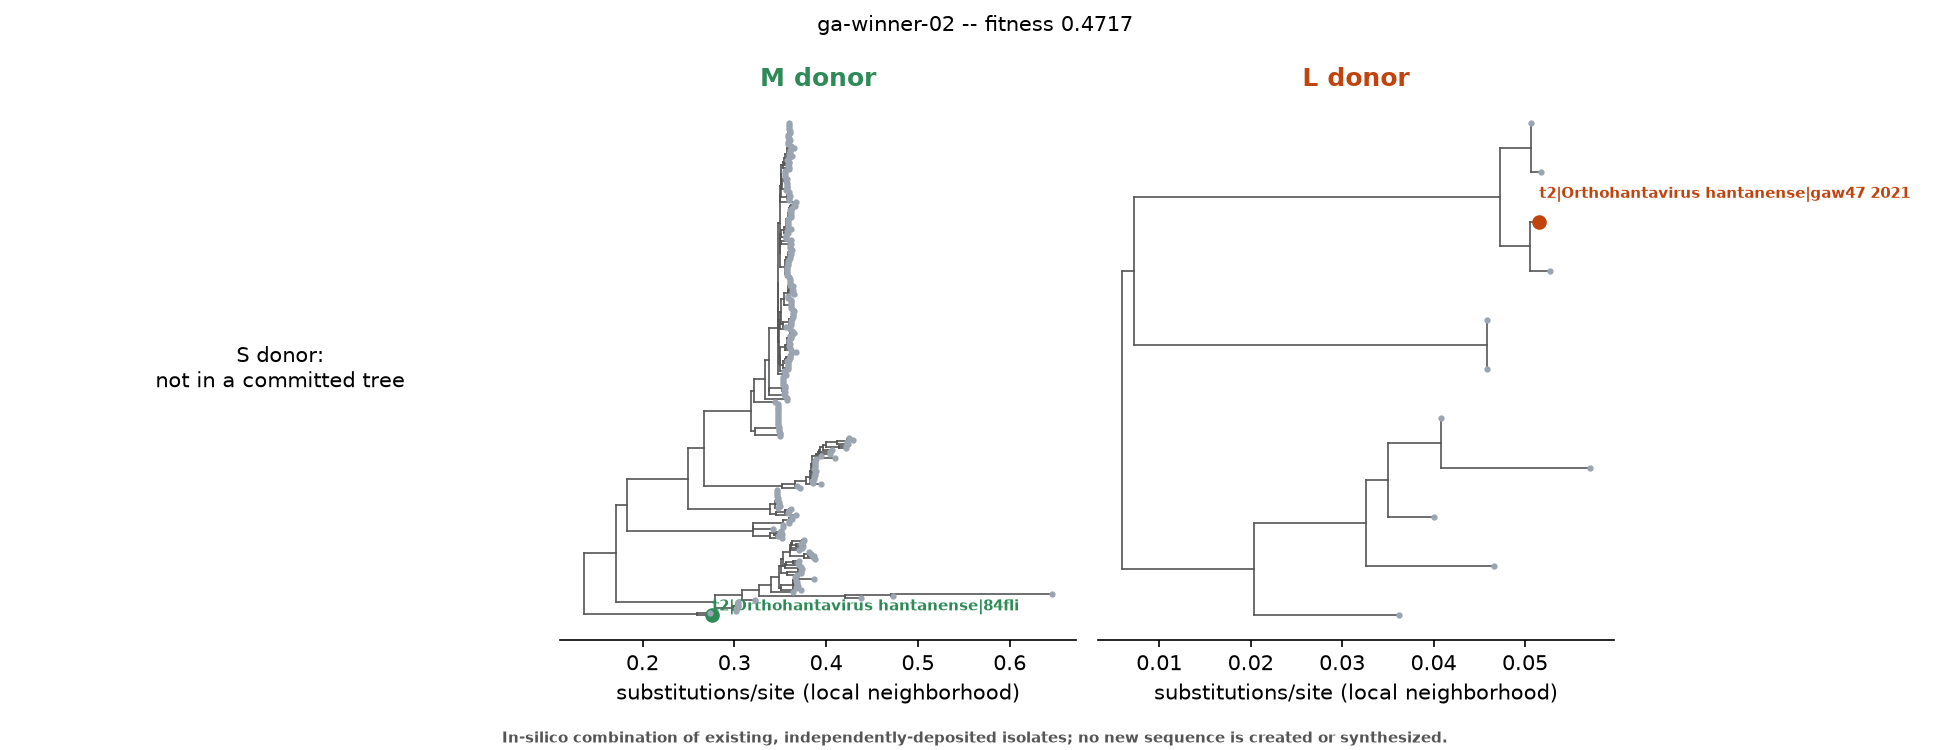 ga-winner-02 -- fitness 0.4717
M donor
L donor
t2|Orthohantavirus hantanense|gaw47 2021
S donor:
not in a committed tree
t2|Orthohantavirus hantanense|84fli
0.2 0.3 0.4 0.5 0.6
0.01 0.02 0.03 0.04 0.05
substitutions/site (local neighborhood)
substitutions/site (local neighborhood)
In-silico combination of existing, independently-deposited isolates; no new sequence is created or synthesized.